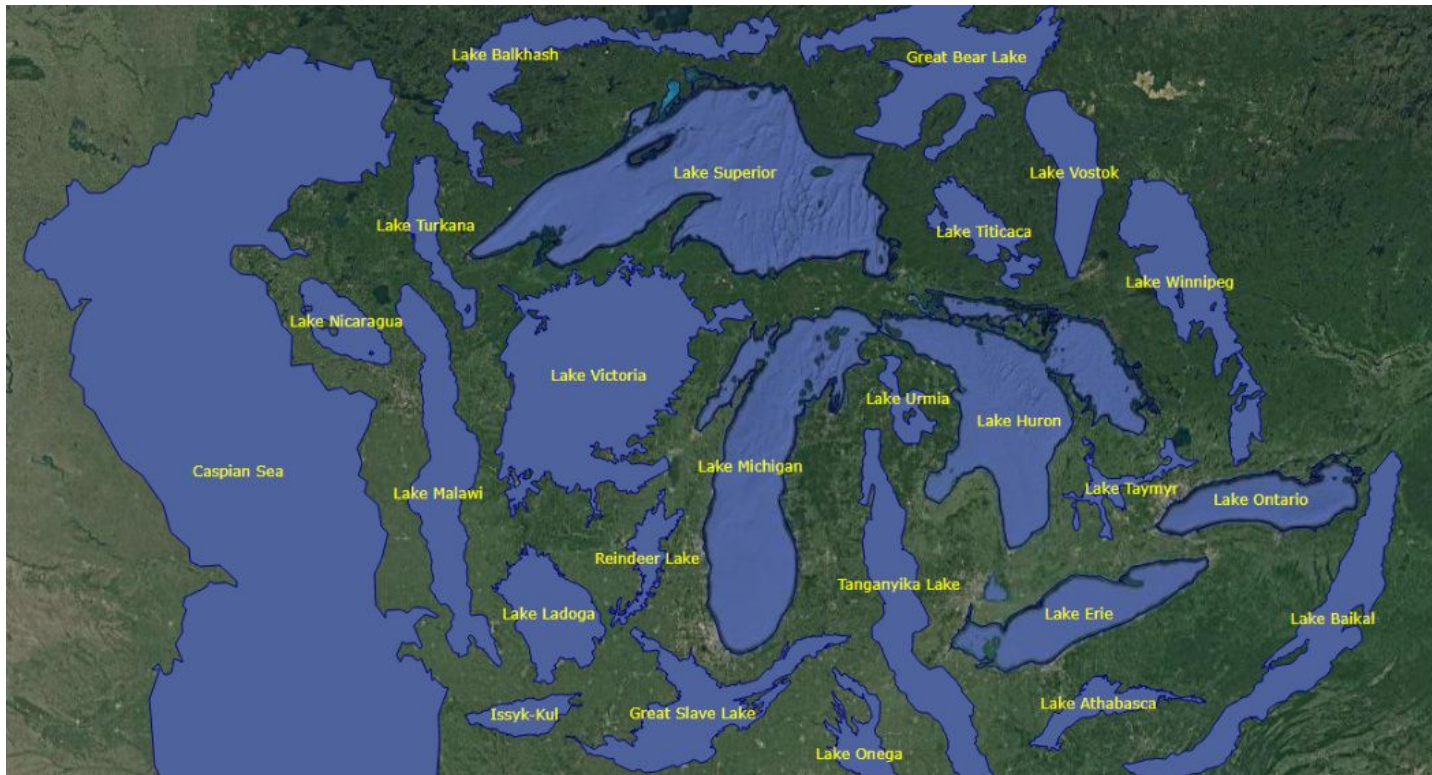 Lake Balkhash
Great Bear Lake
Lake Superior
Lake Vostok
Lake Turkana
Lake Titicaca
Lake Winnipeg
Lake Nicaragua
Lake Victoria
Lake Urmia
Lake Huron
Caspian Sea
Lake Michigan
Lake Malawi
Lake Taymyr
Lake Ontario
Reindeer Lake
Tanganyika Lake
Lake Ladoga
Lake Erie
Lake Baikal
Lake Athabasca
Issyk-Kul
Great Slave Lake
Lake Onega